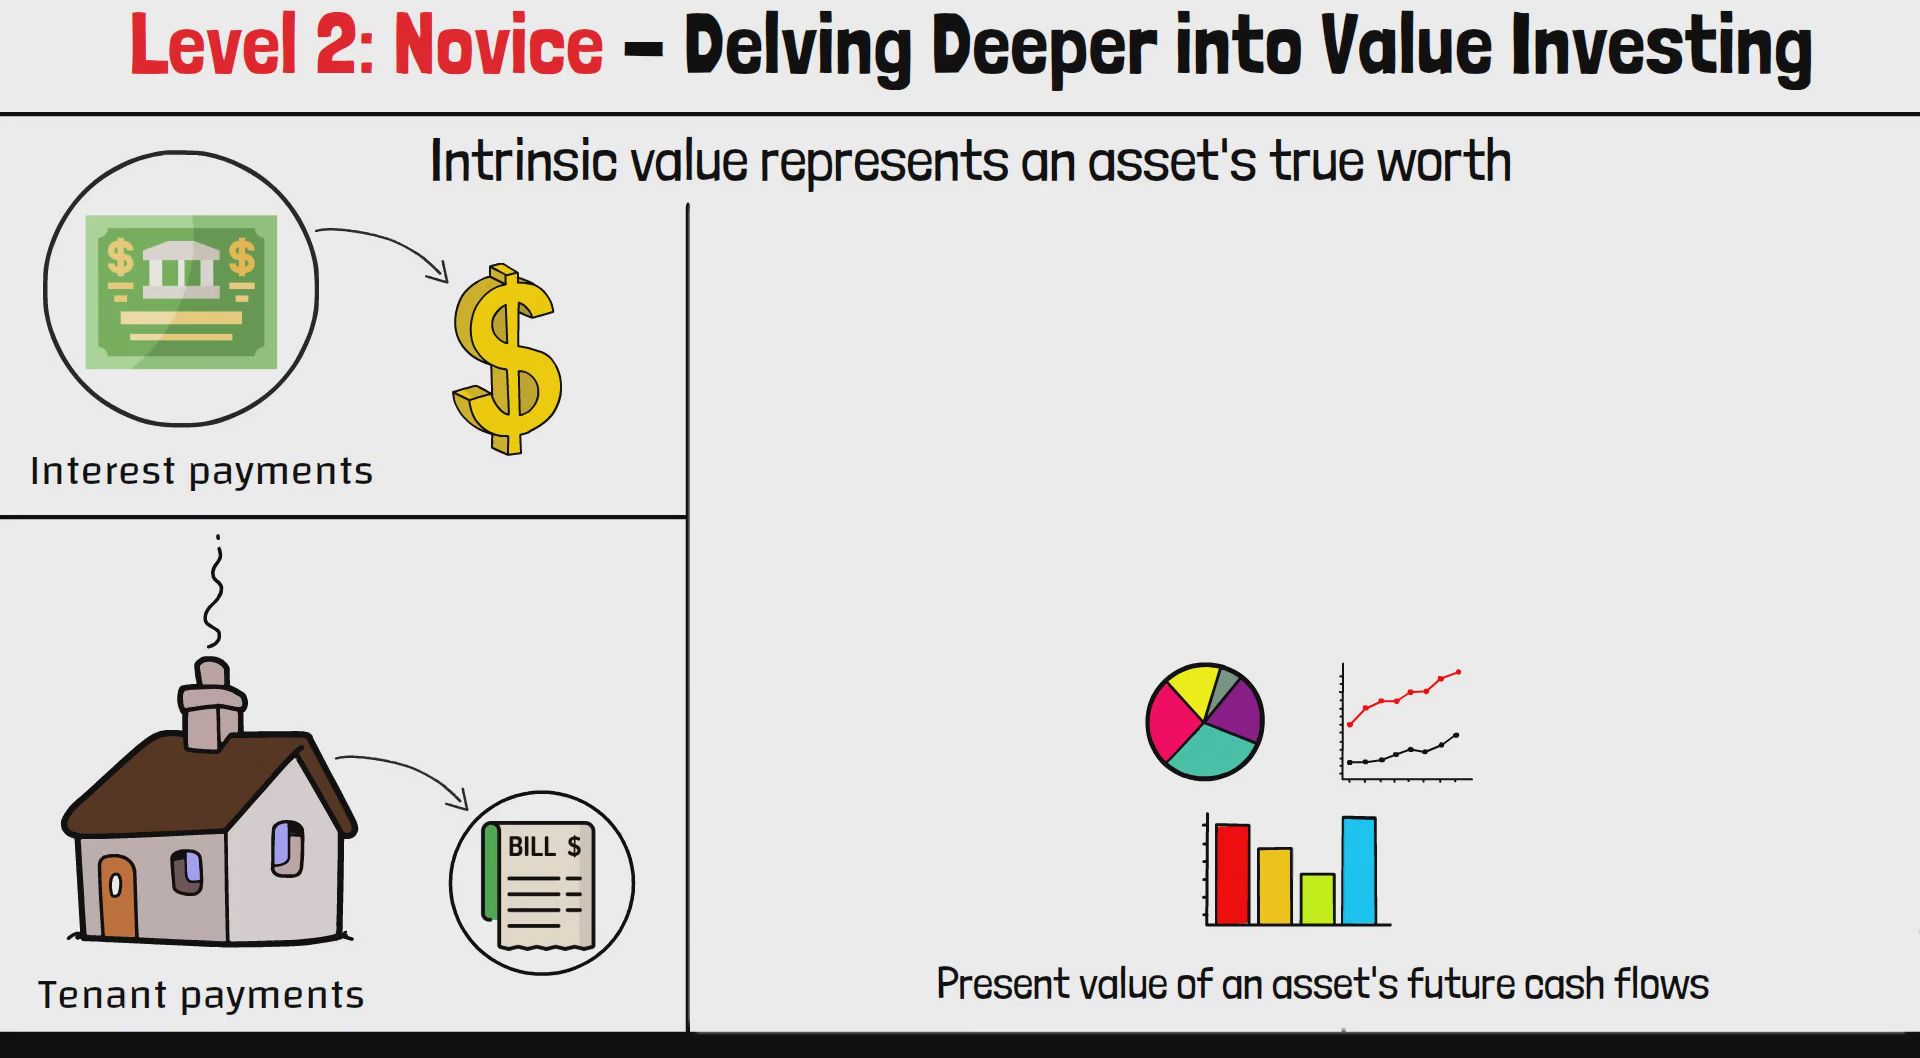 Level 2: Novice – Delving Deeper into Value Investing
Intrinsic value represents an asset's true worth
$ $
$
Interest payments
BILL $
Tenant payments
Present value of an asset's future cash flows